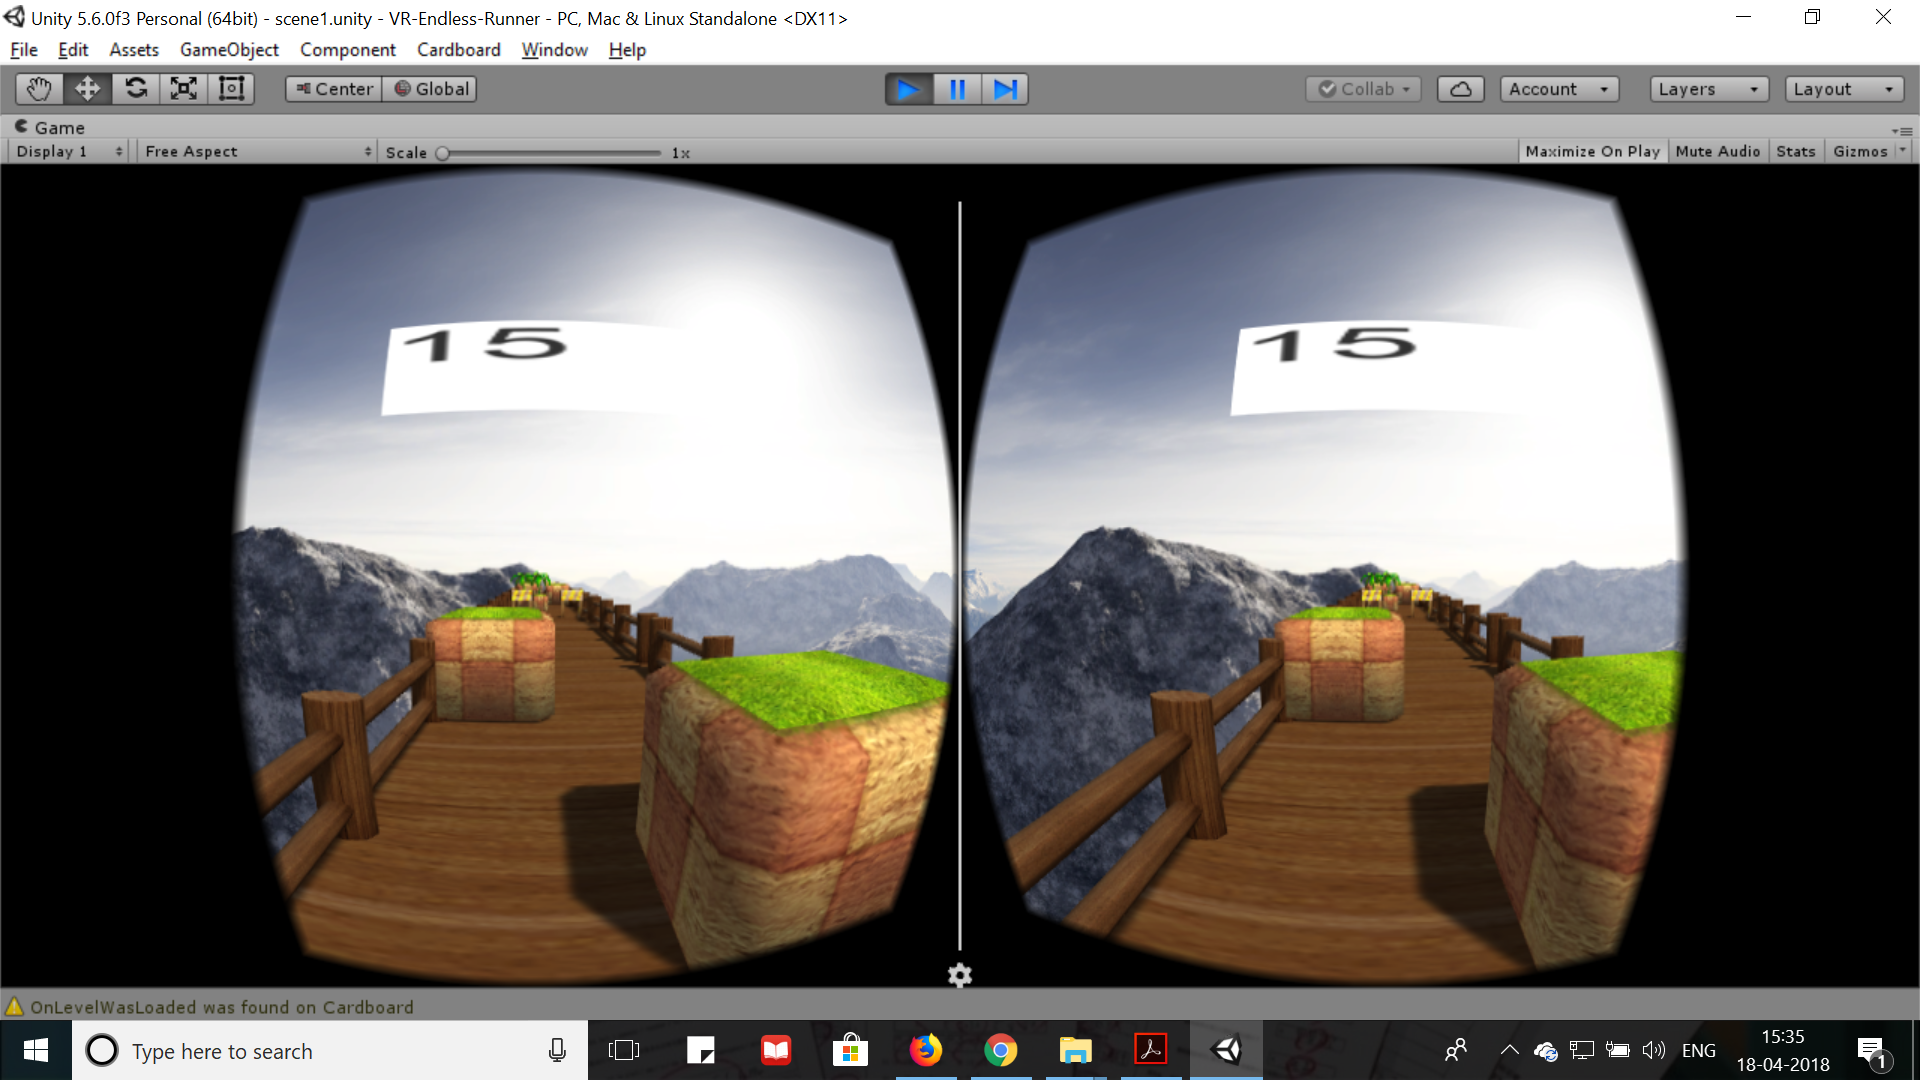 Unity 5.6.0f3 Personal (64bit) - scene1.unity - VR-Endless-Runner - PC, Mac & Linux Standalone <DX11>
File Edit Assets GameObject Component Cardboard Window Help
Center Global Collab Account Layers Layout
Game
Display 1 Free Aspect Scale 1x Maximize On Play Mute Audio Stats Gizmos
15 15
OnLevelWasLoaded was found on Cardboard
Type here to search ENG 15:35
18-04-2018 1